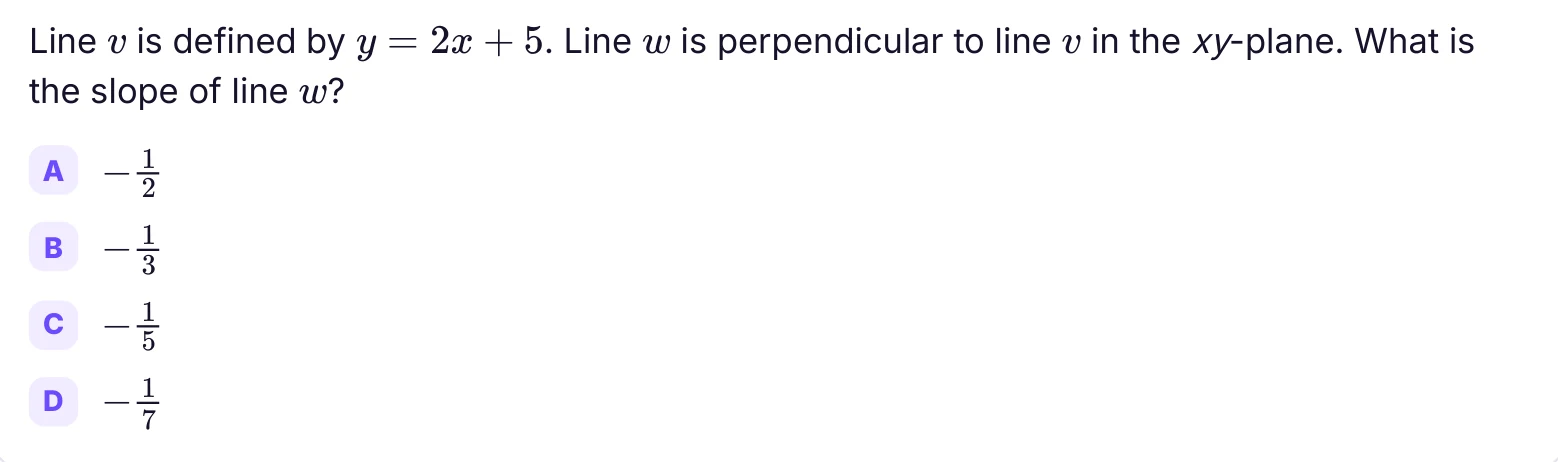 Line v is defined by y = 2x + 5. Line w is perpendicular to line v in the xy-plane. What is
the slope of line w?
A −1/2
B −1/3
C −1/5
D −1/7